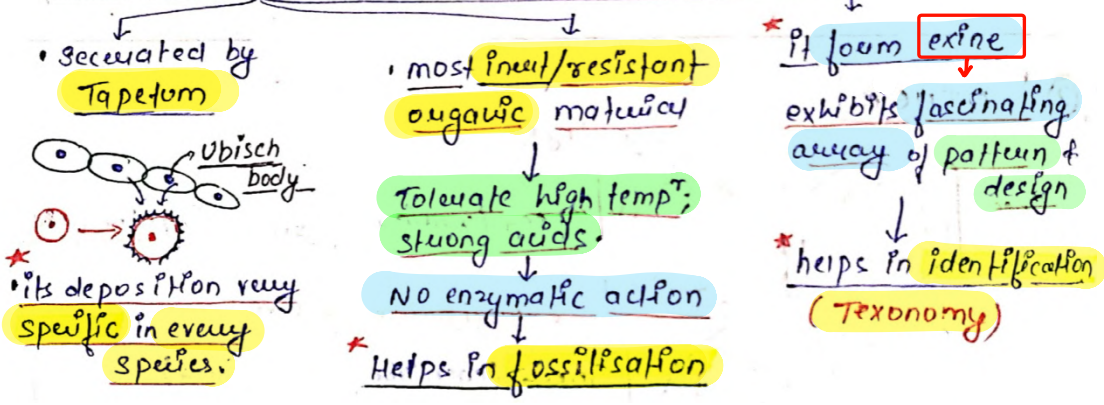 • secreated by
Tapetum
Ubisch
body
• its deposition very
specific in every
species.
• most inert/resistant
organic material
Tolerate high tempr;
strong acids.
No enzymatic action
Helps in fossilisation
it form exine
exhibits fascinating
array of pattern &
design
helps in identification
(Texonomy)